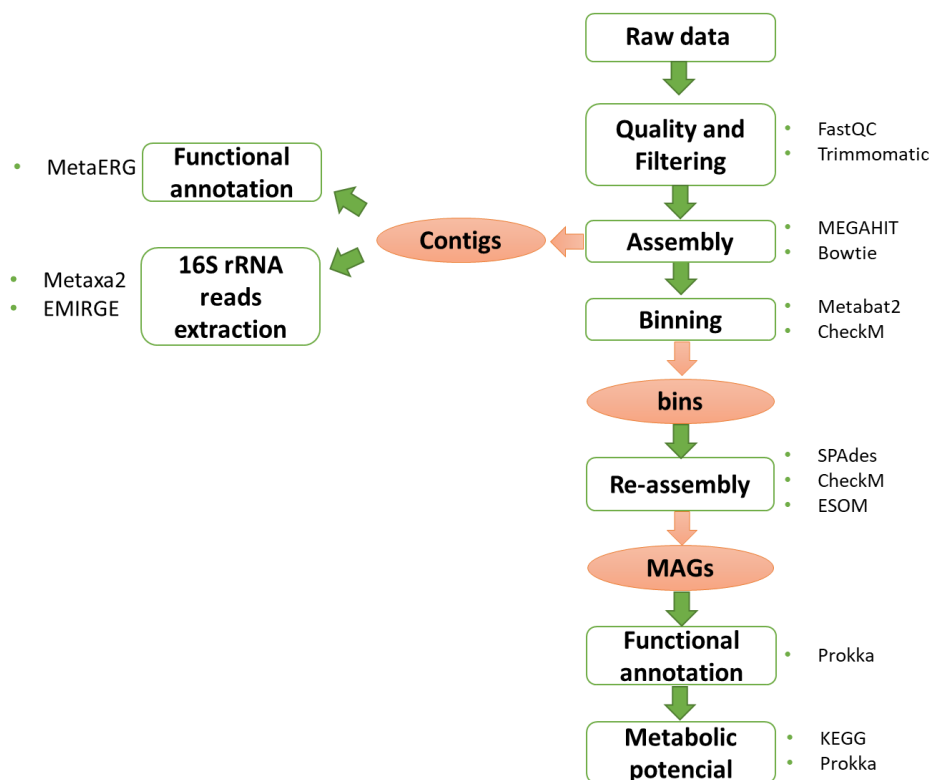 Raw data
Quality and
Filtering
• FastQC
• Trimmomatic
• MetaERG
Functional
annotation
Contigs
Assembly
• MEGAHIT
• Bowtie
• Metaxa2
• EMIRGE
16S rRNA
reads
extraction
Binning
• Metabat2
• CheckM
bins
Re-assembly
• SPAdes
• CheckM
• ESOM
MAGs
Functional
annotation
• Prokka
Metabolic
potencial
• KEGG
• Prokka